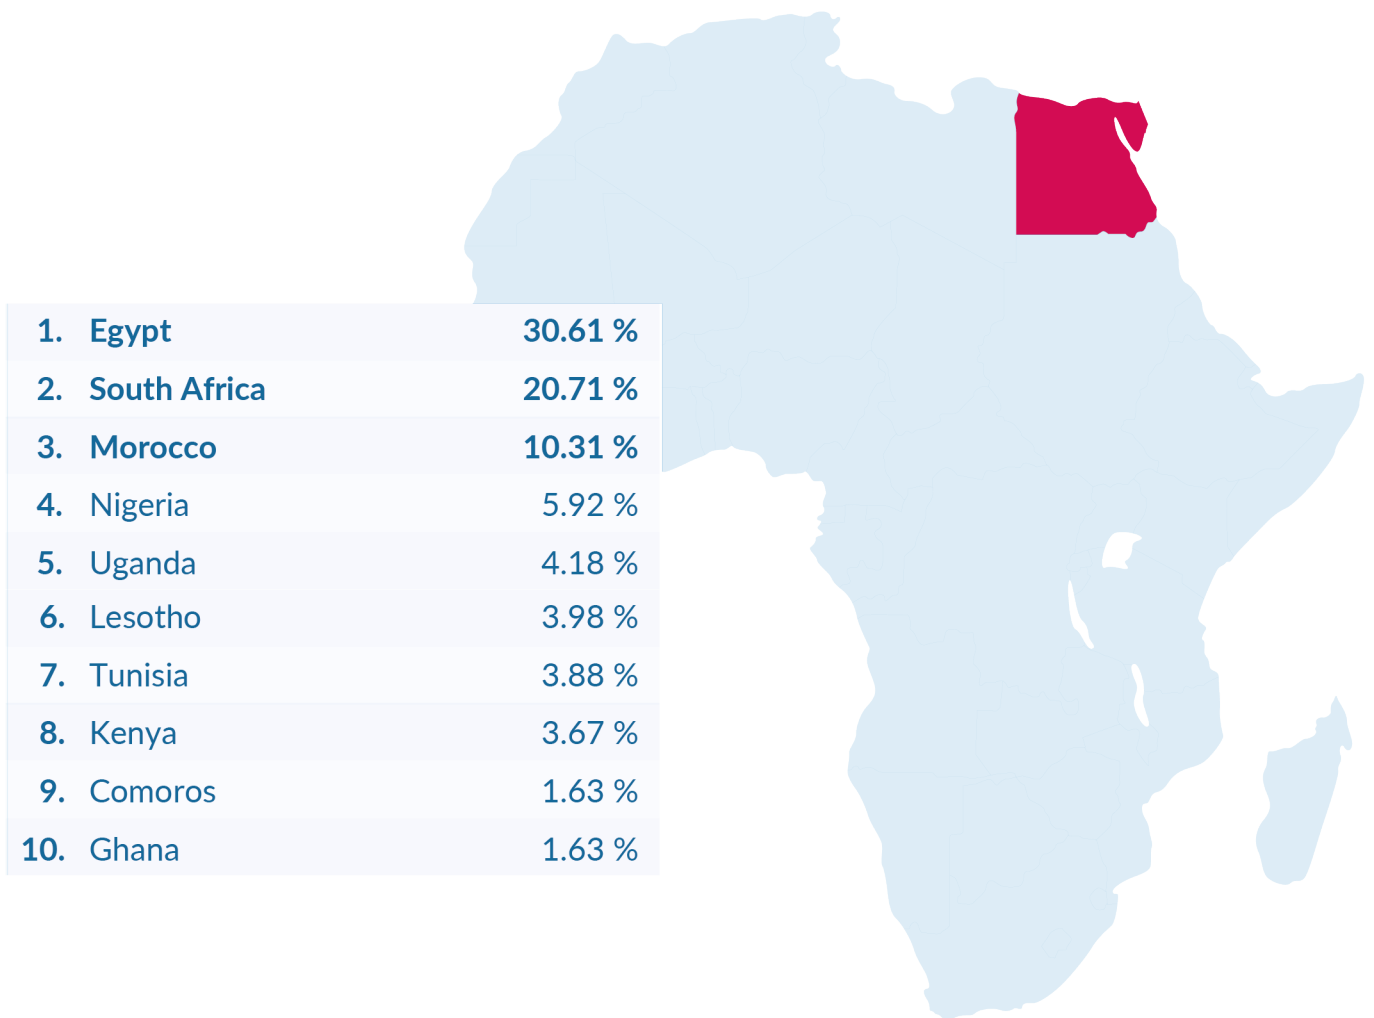 1. Egypt 30.61 %
2. South Africa 20.71 %
3. Morocco 10.31 %
4. Nigeria 5.92 %
5. Uganda 4.18 %
6. Lesotho 3.98 %
7. Tunisia 3.88 %
8. Kenya 3.67 %
9. Comoros 1.63 %
10. Ghana 1.63 %